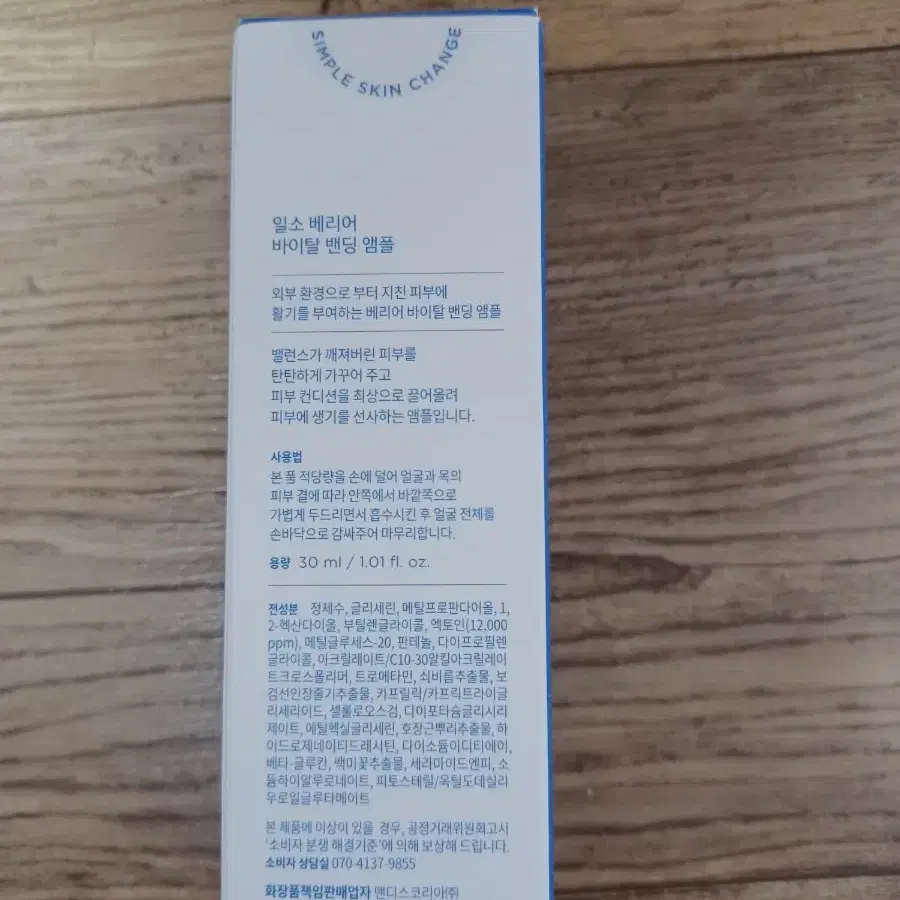 SIMPLE SKIN CHANGE
일소 베리어
바이탈 밴딩 앰플
외부 환경으로 부터 지친 피부에
활기를 부여하는 베리어 바이탈 밴딩 앰플
밸런스가 깨져버린 피부를
탄탄하게 가꾸어 주고
피부 컨디션을 최상으로 끌어올려
피부에 생기를 선사하는 앰플입니다.
사용법
본 품 적당량을 손에 덜어 얼굴과 목의
피부 결에 따라 안쪽에서 바깥쪽으로
가볍게 두드리면서 흡수시킨 후 얼굴 전체를
손바닥으로 감싸주어 마무리합니다.
용량 30 ml / 1.01 fl. oz.
전성분 정제수, 글리세린, 메틸프로판다이올, 1,
2-헥산다이올, 부틸렌글라이콜, 엑토인(12,000
ppm), 메틸글루세스-20, 판테놀, 다이프로필렌
글라이콜, 아크릴레이트/C10-30알킬아크릴레이
트크로스폴리머, 트로메타민, 쇠비름추출물, 보
검선인장줄기추출물, 카프릴릭/카프릭트라이글
리세라이드, 셀룰로오스검, 디이포타슘글리시리
제이트, 에틸헥실글리세린, 호장근뿌리추출물, 하
이드로제네이티드레시틴, 다이소듐이디티에이,
베타-글루칸, 백미꽃추출물, 세라마이드엔피, 소
듐하이알루로네이트, 피토스테릴/옥틸도데실라
우로일글루타메이트
본 제품에 이상이 있을 경우, 공정거래위원회고시
'소비자 분쟁 해결기준'에 의해 보상해 드립니다.
소비자 상담실 070-4137-9855
화장품책임판매업자 맨디스코리아㈜